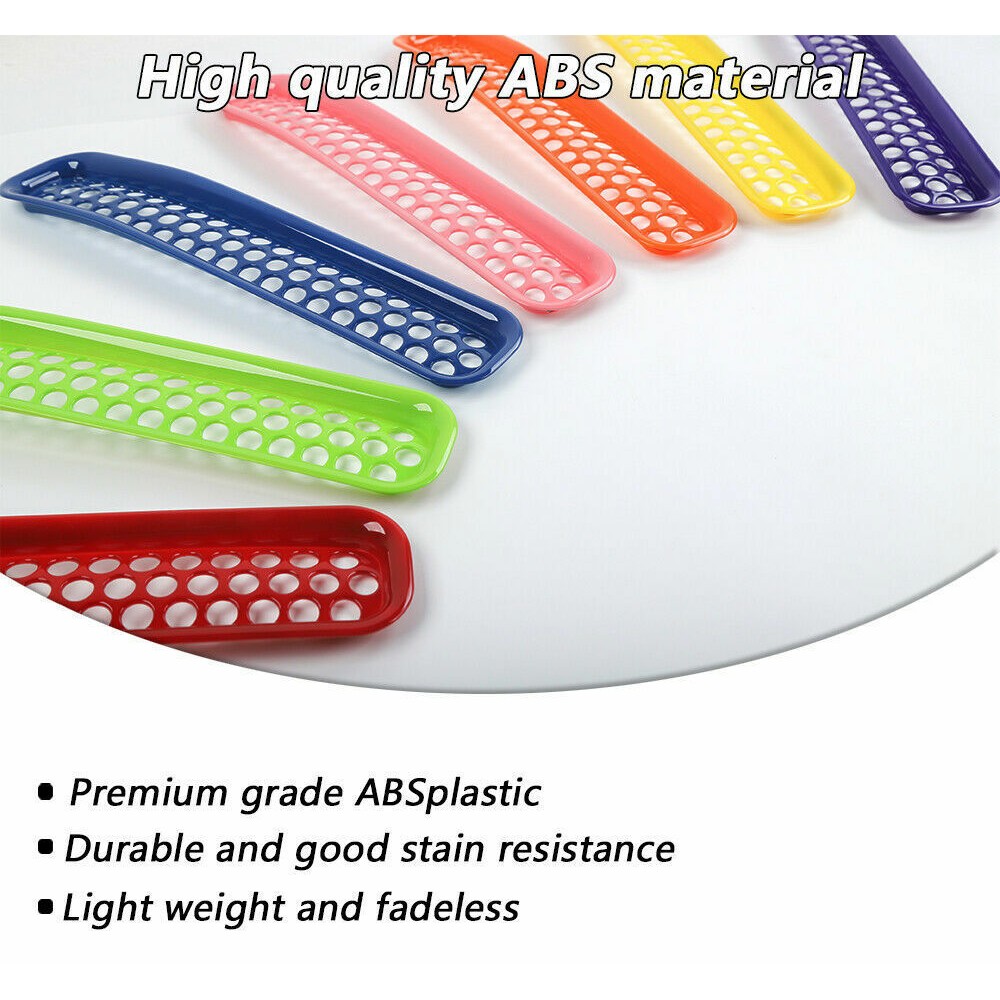 High quality ABS material
• Premium grade ABSplastic
• Durable and good stain resistance
• Light weight and fadeless